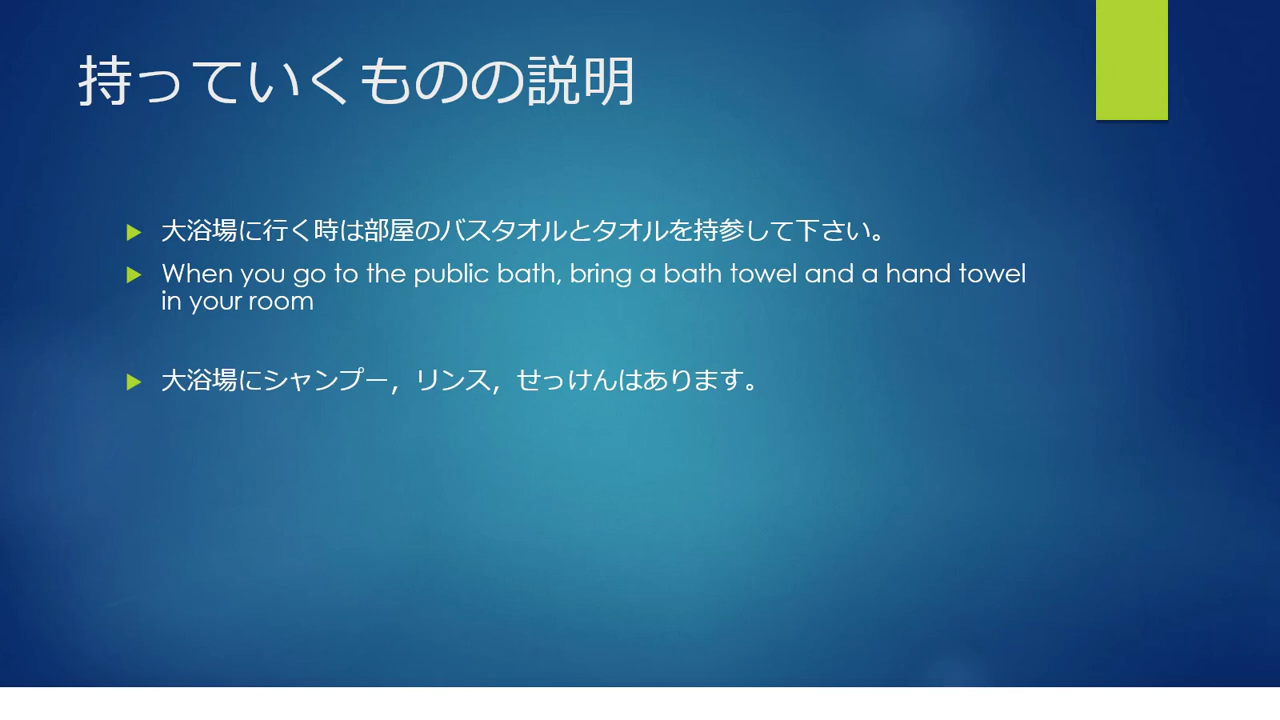 持っていくものの説明
大浴場に行く時は部屋のバスタオルとタオルを持参して下さい。
When you go to the public bath, bring a bath towel and a hand towel
in your room
大浴場にシャンプー，リンス，せっけんはあります。